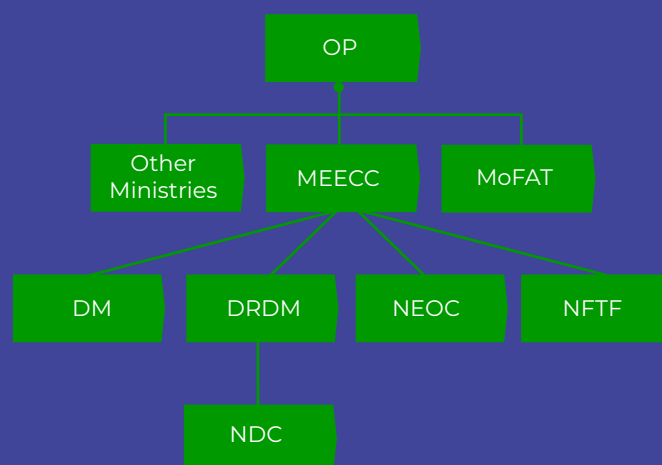 OP
Other
Ministries
MEECC
MoFAT
DM
DRDM
NEOC
NFTF
NDC